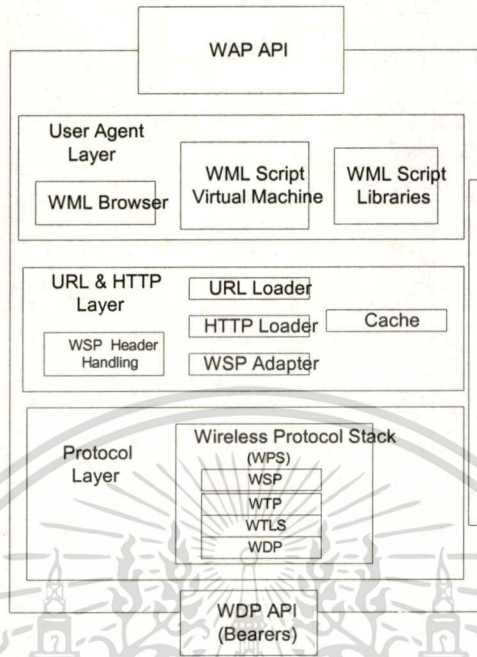 WAP API
User Agent
Layer
WML Browser
WML Script
Virtual Machine
WML Script
Libraries
URL & HTTP
Layer
WSP Header
Handling
URL Loader
HTTP Loader
WSP Adapter
Cache
Protocol
Layer
Wireless Protocol Stack
(WPS)
WSP
WTP
WTLS
WDP
WDP API
(Bearers)